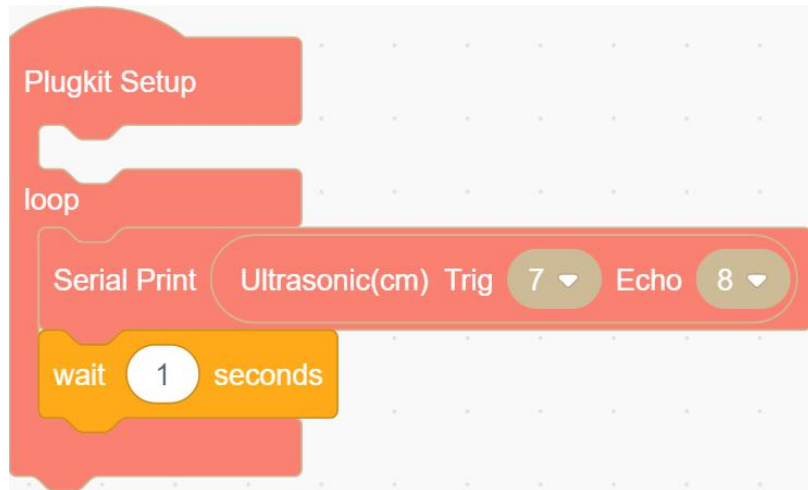 Plugkit Setup
loop
Serial Print Ultrasonic(cm) Trig 7 Echo 8
wait 1 seconds